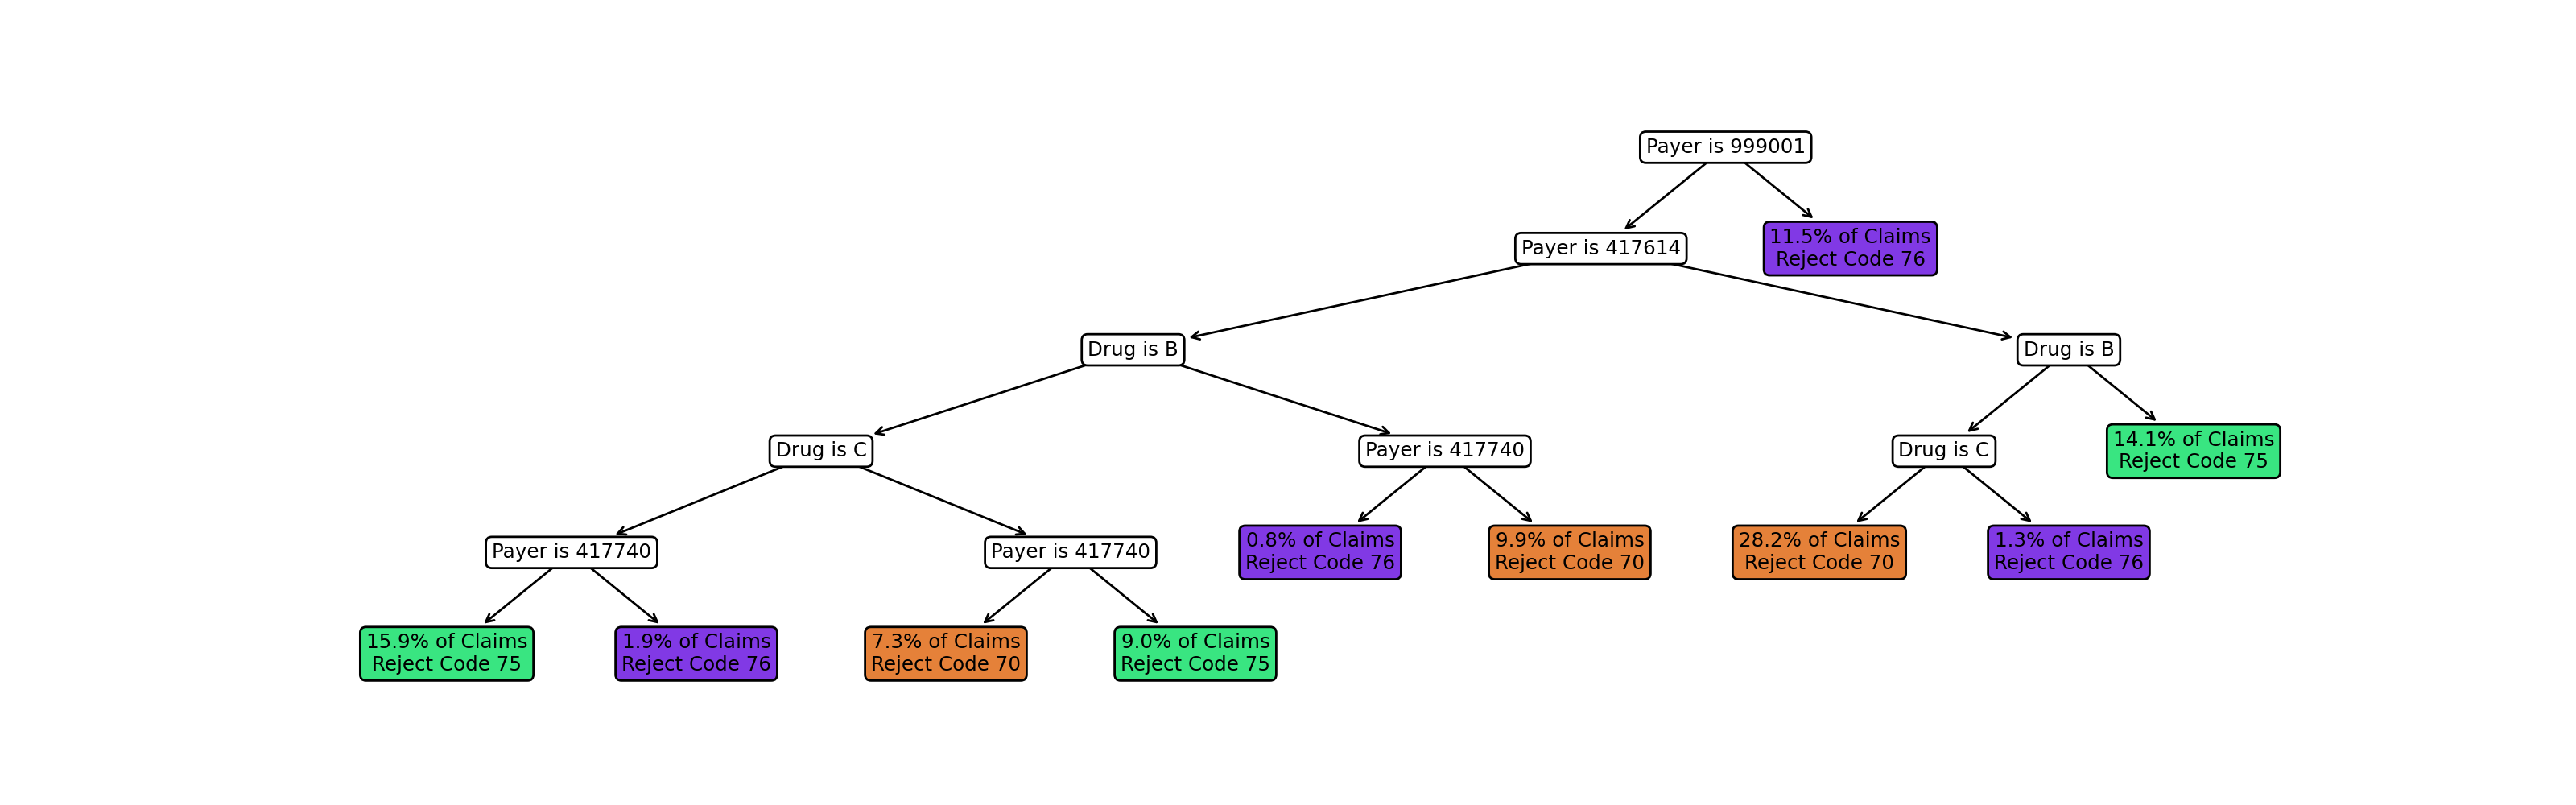 Payer is 999001
Payer is 417614
11.5% of Claims
Reject Code 76
Drug is B
Drug is B
Drug is C
Payer is 417740
Drug is C
14.1% of Claims
Reject Code 75
Payer is 417740
Payer is 417740
0.8% of Claims
Reject Code 76
9.9% of Claims
Reject Code 70
28.2% of Claims
Reject Code 70
1.3% of Claims
Reject Code 76
15.9% of Claims
Reject Code 75
1.9% of Claims
Reject Code 76
7.3% of Claims
Reject Code 70
9.0% of Claims
Reject Code 75